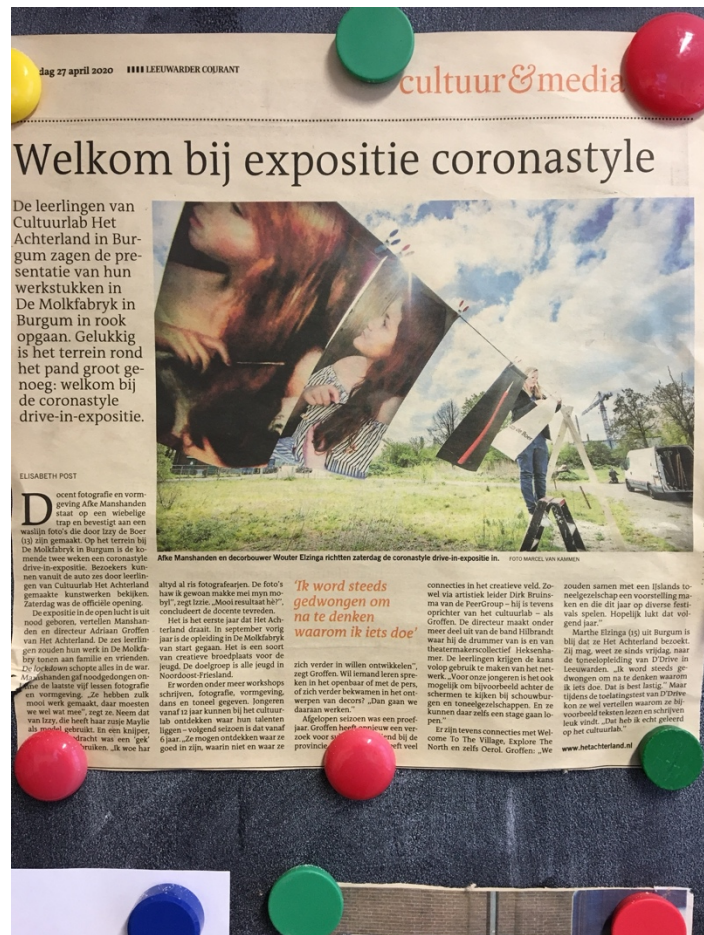 dag 27 april 2020
LEEUWARDER COURANT
cultuur&media
Welkom bij expositie coronastyle
De leerlingen van
Cultuurlab Het
Achterland in Bur-
gum zagen de pre-
sentatie van hun
werkstukken in
De Molkfabryk in
Burgum in rook
opgaan. Gelukkig
is het terrein rond
het pand groot ge-
noeg: welkom bij
de coronastyle
drive-in-expositie.
de Boer
Afke Manshanden en decorbouwer Wouter Elzinga richtten zaterdag de coronastyle drive-in-expositie in. FOTO MARCEL VAN KAMMEN
ELISABETH POST
Docent fotografie en vorm-
geving Afke Manshanden
staat op een wiebelige
trap en bevestigt aan een
waslijn foto's die door Izzy de Boer
(13) zijn gemaakt. Op het terrein bij
De Molkfabryk in Burgum is de ko-
mende twee weken een coronastyle
drive-in-expositie. Bezoekers kun-
nen vanuit de auto zes door leerlin-
gen van Cultuurlab Het Achterland
gemaakte kunstwerken bekijken.
Zaterdag was de officiële opening.
De expositie in de open lucht is uit
nood geboren, vertellen Manshan-
den en directeur Adriaan Groffen
van Het Achterland. De zes leerlin-
gen zouden hun werk in De Molkfa-
bry tonen aan familie en vrienden.
De lockdown schopte alles in de war.
Manshanden gaf noodgedongen on-
line de laatste vijf lessen fotografie
en vormgeving. „Ze hebben zulk
mooi werk gemaakt, daar moesten
we wel wat mee”, zegt ze. Neem dat
van Izzy, die heeft haar zusje Maylie
als model gebruikt. En een knijper,
dracht was een 'gek'
bruiken. „Ik woe har
altyd al ris fotografearjen. De foto's
haw ik gewoan makke mei myn mo-
byl”, zegt Izzie. „Mooi resultaat hè?”,
concludeert de docente tevreden.
Het is het eerste jaar dat Het Ach-
terland draait. In september vorig
jaar is de opleiding in De Molkfabryk
van start gegaan. Het is een soort
van creatieve broedplaats voor de
jeugd. De doelgroep is alle jeugd in
Noordoost-Friesland.
Er worden onder meer workshops
schrijven, fotografie, vormgeving,
dans en toneel gegeven. Jongeren
vanaf 12 jaar kunnen bij het cultuur-
lab ontdekken waar hun talenten
liggen – volgend seizoen is dat vanaf
6 jaar. „Ze mogen ontdekken waar ze
goed in zijn, waarin niet en waar ze
'Ik word steeds
gedwongen om
na te denken
waarom ik iets doe'
zich verder in willen ontwikkelen”,
zegt Groffen. Wil iemand leren spre-
ken in het openbaar of met de pers,
of zich verder bekwamen in het ont-
werpen van decors? „Dan gaan we
daaraan werken.”
Afgelopen seizoen was een proef-
jaar. Groffen heeft opnieuw een ver-
zoek voor
nd bij de
provincie,
eeft veel
connecties in het creatieve veld. Zo-
wel via artistiek leider Dirk Bruins-
ma van de PeerGroup – hij is tevens
oprichter van het cultuurlab – als
Groffen. De directeur maakt onder
meer deel uit van de band Hilbrandt
waar hij de drummer van is en van
theatermakerscollectief Heksenha-
mer. De leerlingen krijgen de kans
volop gebruik te maken van het net-
werk. „Voor onze jongeren is het ook
mogelijk om bijvoorbeeld achter de
schermen te kijken bij schouwbur-
gen en toneelgezelschappen. En ze
kunnen daar zelfs een stage gaan lo-
pen.”
Er zijn tevens connecties met Wel-
come To The Village, Explore The
North en zelfs Oerol. Groffen: „We
zouden samen met een IJslands to-
neelgezelschap een voorstelling ma-
ken en die dit jaar op diverse festi-
vals spelen. Hopelijk lukt dat vol-
gend jaar.”
Marthe Elzinga (15) uit Burgum is
blij dat ze Het Achterland bezoekt.
Zij mag, weet ze sinds vrijdag, naar
de toneelopleiding van D'Drive in
Leeuwarden. „Ik word steeds ge-
dwongen om na te denken waarom
ik iets doe. Dat is best lastig.” Maar
tijdens de toelatingstest van D'Drive
kon ze wel vertellen waarom ze bij-
voorbeeld teksten lezen en schrijven
leuk vindt. „Dat heb ik echt geleerd
op het cultuurlab.”
www.hetachterland.nl